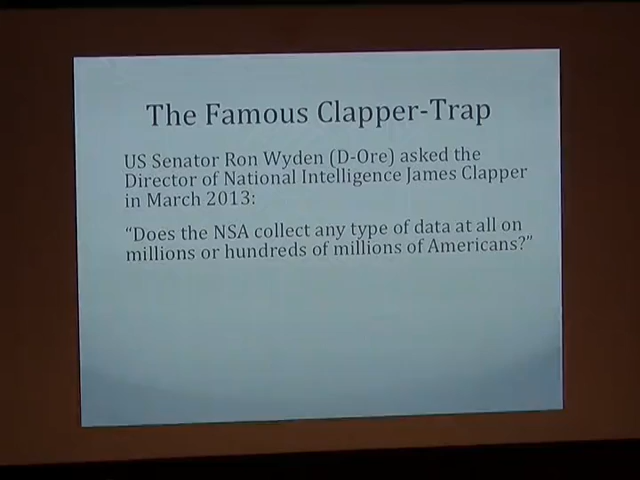 The Famous Clapper-Trap
US Senator Ron Wyden (D-Ore) asked the
Director of National Intelligence James Clapper
in March 2013:
“Does the NSA collect any type of data at all on
millions or hundreds of millions of Americans?”